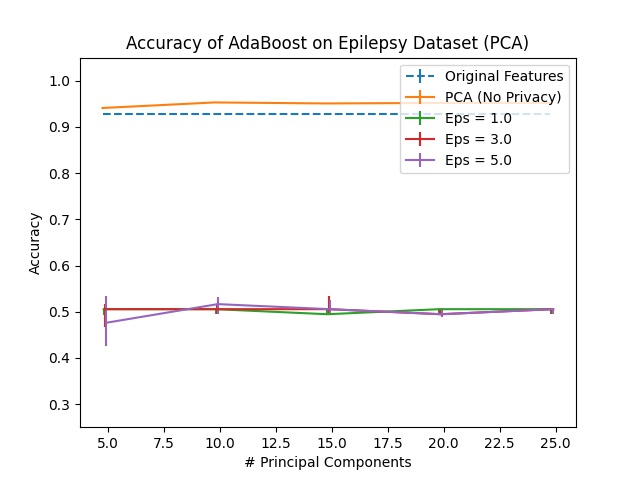 Accuracy of AdaBoost on Epilepsy Dataset (PCA)
Original Features
PCA (No Privacy)
Eps = 1.0
Eps = 3.0
Eps = 5.0
1.0
0.9
0.8
0.7
0.6
0.5
0.4
0.3
Accuracy
5.0 7.5 10.0 12.5 15.0 17.5 20.0 22.5 25.0
# Principal Components